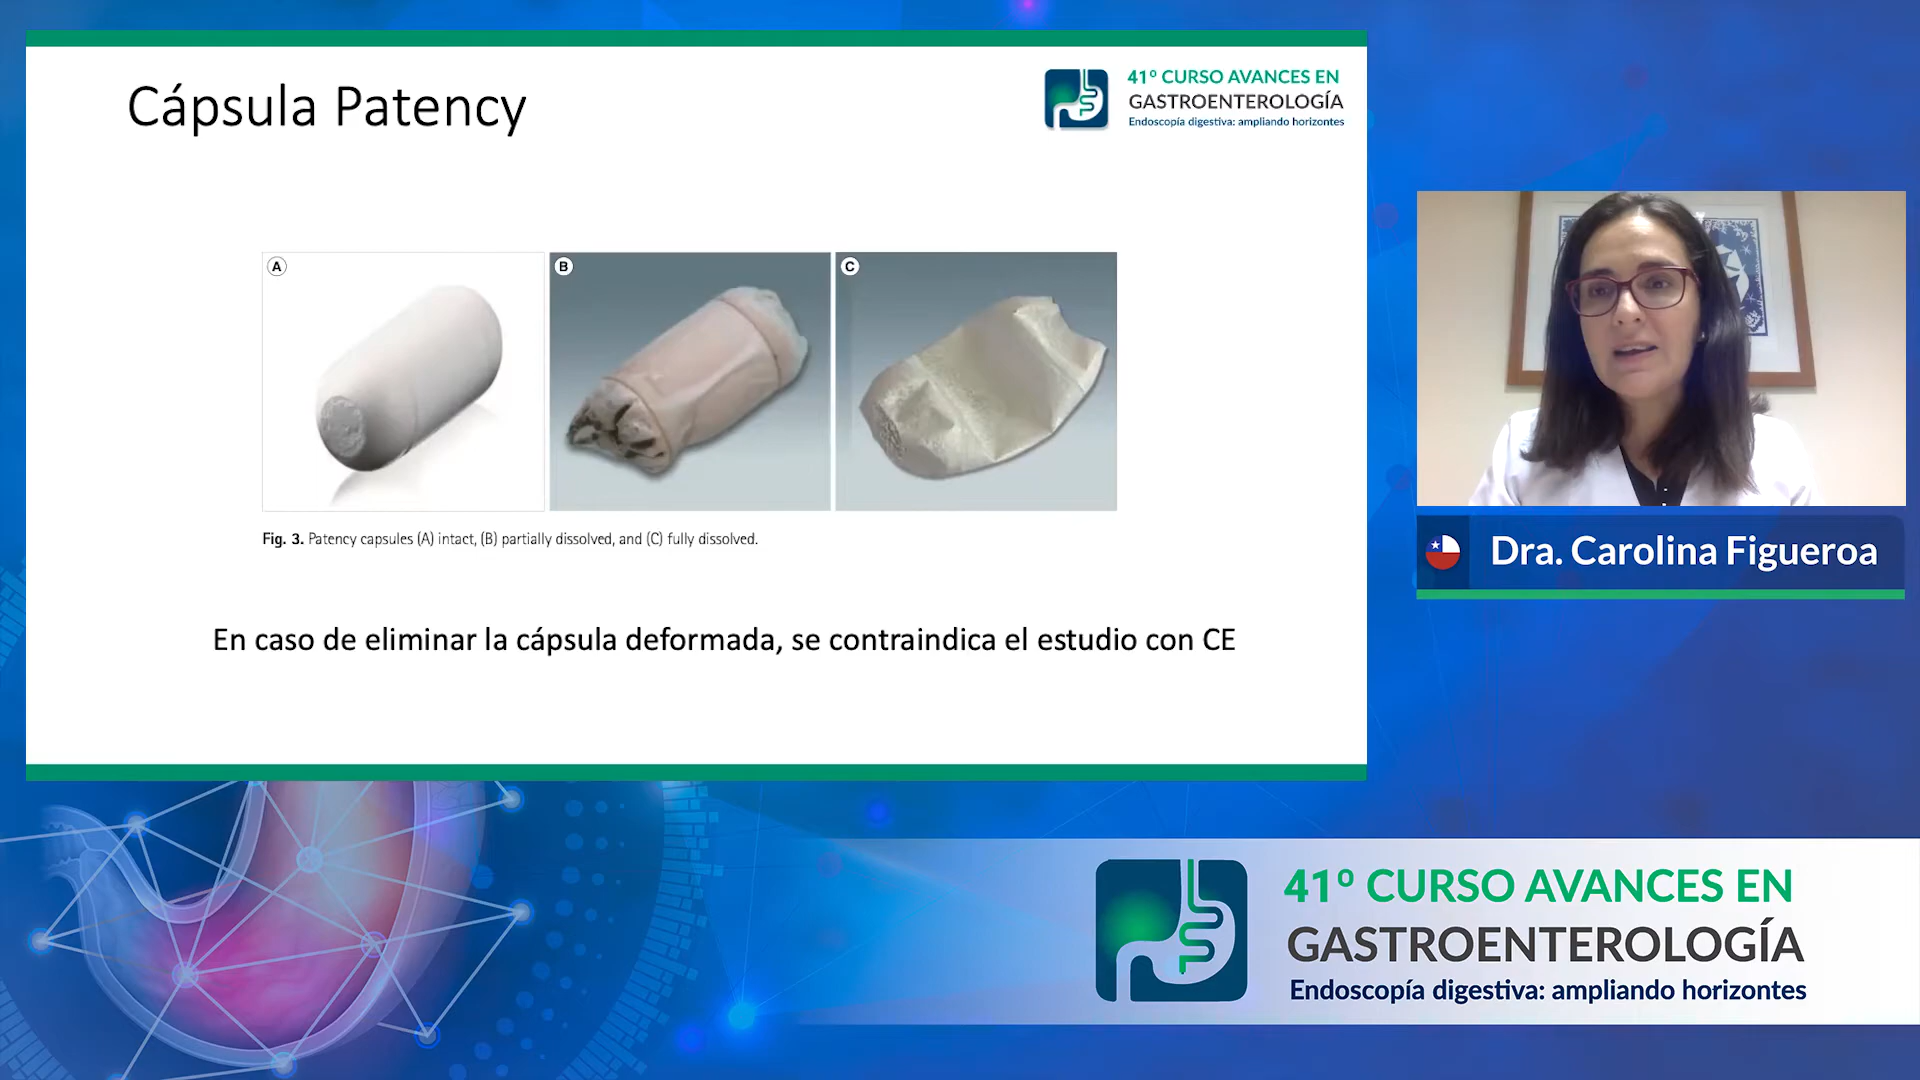 Cápsula Patency
41º CURSO AVANCES EN
GASTROENTEROLOGÍA
Endoscopía digestiva: ampliando horizontes
A
B
C
Fig. 3. Patency capsules (A) intact, (B) partially dissolved, and (C) fully dissolved.
En caso de eliminar la cápsula deformada, se contraindica el estudio con CE
Dra. Carolina Figueroa
41º CURSO AVANCES EN
GASTROENTEROLOGÍA
Endoscopía digestiva: ampliando horizontes